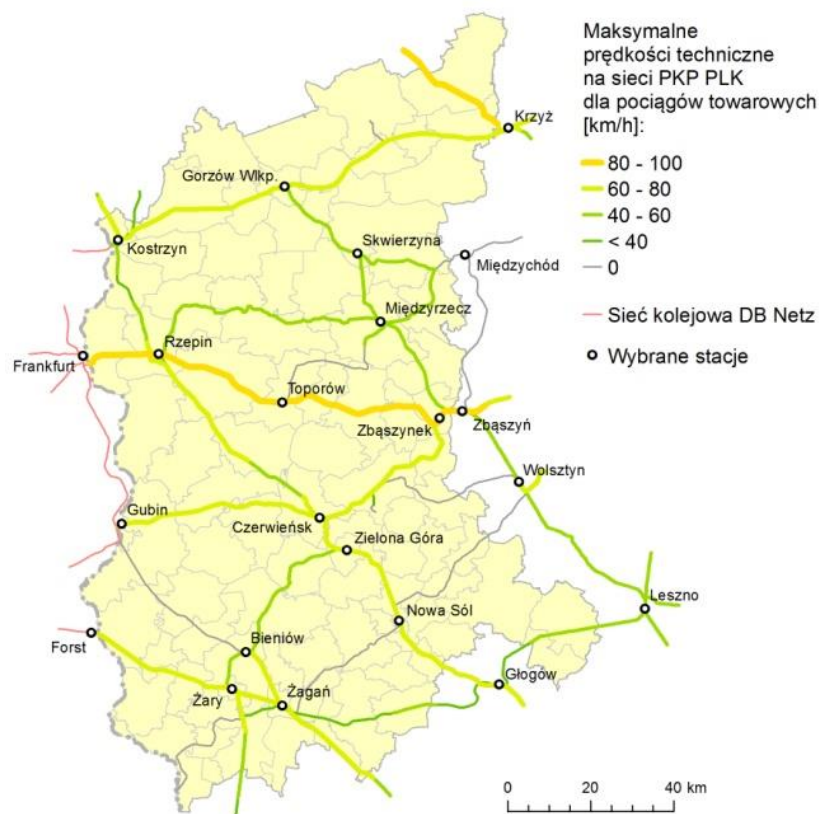 Maksymalne
prędkości techniczne
na sieci PKP PLK
dla pociągów towarowych
[km/h]:
80 - 100
60 - 80
40 - 60
< 40
0
Sieć kolejowa DB Netz
Wybrane stacje
Krzyż
Gorzów Wlkp.
Kostrzyn
Skwierzyna
Międzychód
Międzyrzecz
Rzepin
Frankfurt
Toporów
Zbąszynek
Zbąszyń
Wolsztyn
Gubin
Czerwieńsk
Zielona Góra
Leszno
Nowa Sól
Forst
Bieniów
Głogów
Żary
Żagań
0 20 40 km